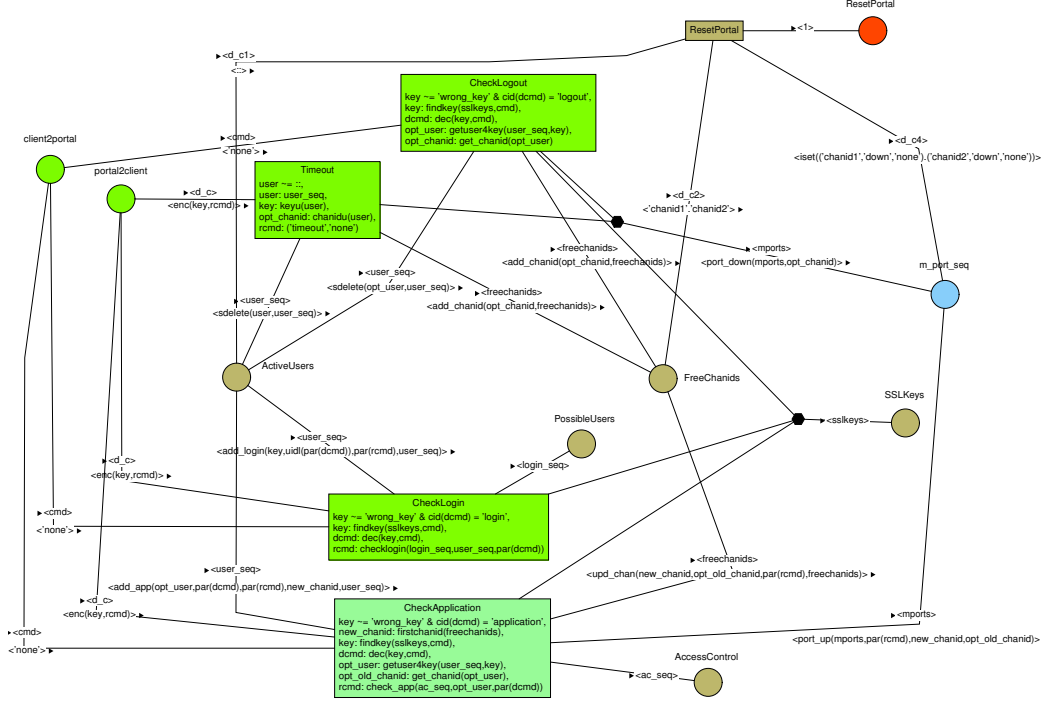 ResetPortal
ResetPortal
<1>
<d_c1>
<::>
CheckLogout
key ~= 'wrong_key' & cid(dcmd) = 'logout',
key: findkey(sslkeys,cmd),
dcmd: dec(key,cmd),
opt_user: getuser4key(user_seq,key),
opt_chanid: get_chanid(opt_user)
client2portal
<cmd>
<'none'>
<d_c4>
<iset(('chanid1','down','none').('chanid2','down','none'))>
portal2client
Timeout
user ~= ::,
user: user_seq,
key: keyu(user),
opt_chanid: chanidu(user),
rcmd: ('timeout','none')
<d_c>
<enc(key,rcmd)>
<d_c2>
<'chanid1'.'chanid2'>
<freechanids>
<add_chanid(opt_chanid,freechanids)>
<mports>
<port_down(mports,opt_chanid)>
m_port_seq
<user_seq>
<sdelete(opt_user,user_seq)>
<freechanids>
<add_chanid(opt_chanid,freechanids)>
<user_seq>
<sdelete(user,user_seq)>
ActiveUsers
FreeChanids
SSLKeys
PossibleUsers
<sslkeys>
<user_seq>
<add_login(key,uidl(par(dcmd)),par(rcmd),user_seq)>
<login_seq>
<d_c>
<enc(key,rcmd)>
CheckLogin
key ~= 'wrong_key' & cid(dcmd) = 'login',
key: findkey(sslkeys,cmd),
dcmd: dec(key,cmd),
rcmd: checklogin(login_seq,user_seq,par(dcmd))
<cmd>
<'none'>
<freechanids>
<upd_chan(new_chanid,opt_old_chanid,par(rcmd),freechanids)>
<user_seq>
<add_app(opt_user,par(dcmd),par(rcmd),new_chanid,user_seq)>
<d_c>
<enc(key,rcmd)>
CheckApplication
key ~= 'wrong_key' & cid(dcmd) = 'application',
new_chanid: firstchanid(freechanids),
key: findkey(sslkeys,cmd),
dcmd: dec(key,cmd),
opt_user: getuser4key(user_seq,key),
opt_old_chanid: get_chanid(opt_user),
rcmd: check_app(ac_seq,opt_user,par(dcmd))
<mports>
<port_up(mports,par(rcmd),new_chanid,opt_old_chanid)>
<cmd>
<'none'>
AccessControl
<ac_seq>